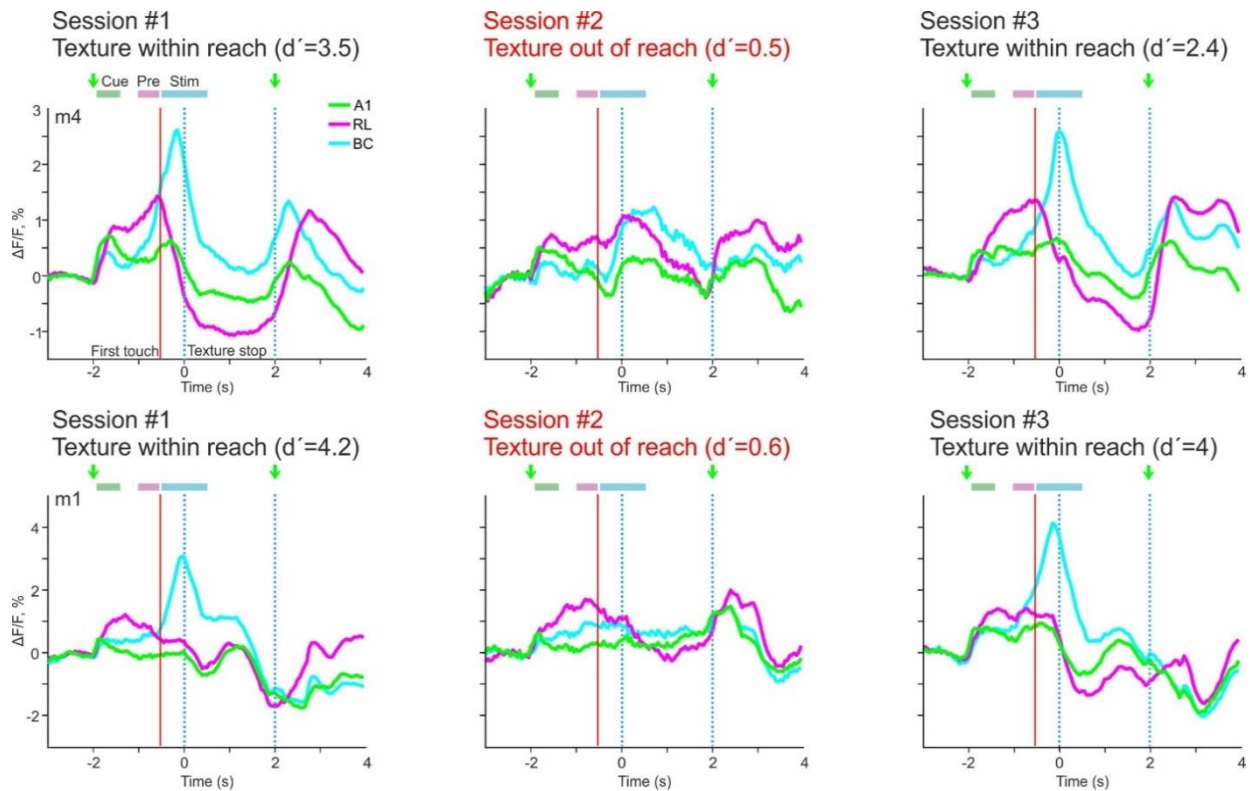 Session #1
Texture within reach (d´=3.5)
Session #2
Texture out of reach (d´=0.5)
Session #3
Texture within reach (d´=2.4)
Cue Pre Stim
m4
A1
RL
BC
3
2
1
0
-1
ΔF/F, %
First touch
Texture stop
-2 0 2 4
Time (s)
-2 0 2 4
Time (s)
-2 0 2 4
Time (s)
Session #1
Texture within reach (d´=4.2)
Session #2
Texture out of reach (d´=0.6)
Session #3
Texture within reach (d´=4)
m1
4
2
0
-2
ΔF/F, %
-2 0 2 4
Time (s)
-2 0 2 4
Time (s)
-2 0 2 4
Time (s)